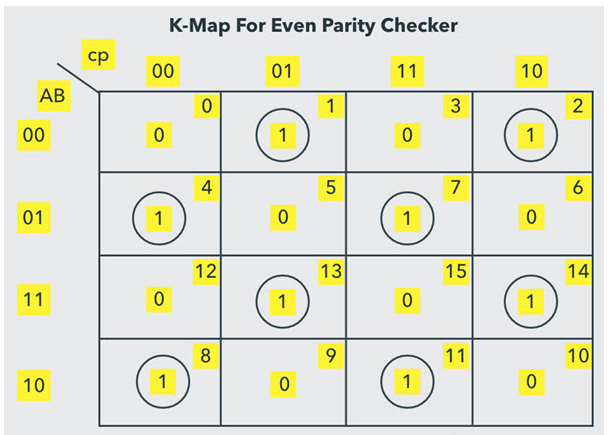 K-Map For Even Parity Checker
cp
00 01 11 10
AB
0 1 3 2
00 0 1 0 1
4 5 7 6
01 1 0 1 0
12 13 15 14
11 0 1 0 1
8 9 11 10
10 1 0 1 0